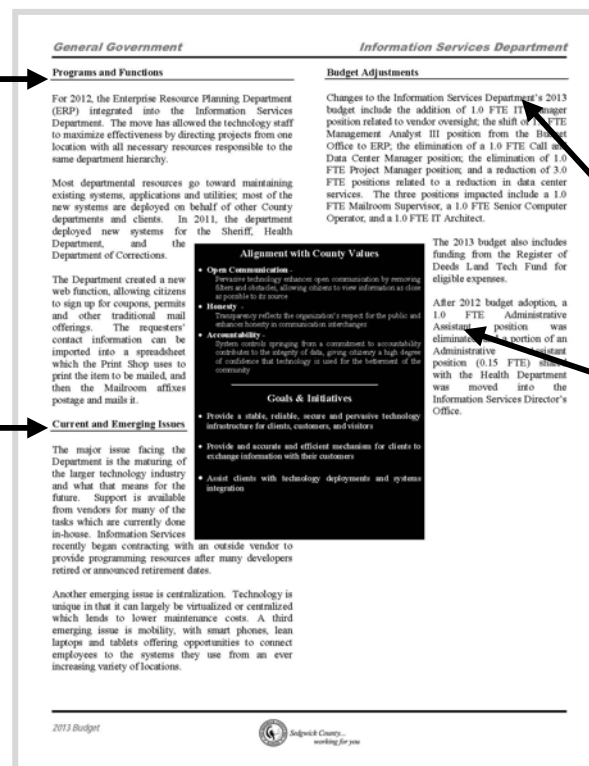 General Government
Information Services Department
Programs and Functions
For 2012, the Enterprise Resource Planning Department
(ERP) integrated into the Information Services
Department. The move has allowed the technology staff
to maximize effectiveness by directing projects from one
location with all necessary resources responsible to the
same department hierarchy.
Most departmental resources go toward maintaining
existing systems, applications and utilities; most of the
new systems are deployed on behalf of other County
departments and clients. In 2011, the department
deployed new systems for the Sheriff, Health
Department, and the
Department of Corrections.
The Department created a new
web function, allowing citizens
to sign up for coupons, permits
and other traditional mail
offerings. The requesters'
contact information can be
imported into a spreadsheet
which the Print Shop uses to
print the item to be mailed, and
then the Mailroom affixes
postage and mails it.
Current and Emerging Issues
The major issue facing the
Department is the maturing of
the larger technology industry
and what that means for the
future. Support is available
from vendors for many of the
tasks which are currently done
in-house. Information Services
recently began contracting with an outside vendor to
provide programming resources after many developers
retired or announced retirement dates.
Another emerging issue is centralization. Technology is
unique in that it can largely be virtualized or centralized
which lends to lower maintenance costs. A third
emerging issue is mobility, with smart phones, lean
laptops and tablets offering opportunities to connect
employees to the systems they use from an ever
increasing variety of locations.
Alignment with County Values
• Open Communication -
Pervasive technology enhances open communication by removing
filters and obstacles, allowing citizens to view information as close
as possible to its source
• Honesty -
Transparency reflects the organization's respect for the public and
enhances honesty in communication interchanges
• Accountability -
System controls springing from a commitment to accountability
contributes to the integrity of data, giving citizenry a high degree
of confidence that technology is used for the betterment of the
community
Goals & Initiatives
• Provide a stable, reliable, secure and pervasive technology
infrastructure for clients, customers, and visitors
• Provide and accurate and efficient mechanism for clients to
exchange information with their customers
• Assist clients with technology deployments and systems
integration
Budget Adjustments
Changes to the Information Services Department's 2013
budget include the addition of 1.0 FTE IT Manager
position related to vendor oversight; the shift of 1.0 FTE
Management Analyst III position from the Budget
Office to ERP; the elimination of a 1.0 FTE Call and
Data Center Manager position; the elimination of 1.0
FTE Project Manager position; and a reduction of 3.0
FTE positions related to a reduction in data center
services. The three positions impacted include a 1.0
FTE Mailroom Supervisor, a 1.0 FTE Senior Computer
Operator, and a 1.0 FTE IT Architect.
The 2013 budget also includes
funding from the Register of
Deeds Land Tech Fund for
eligible expenses.
After 2012 budget adoption, a
1.0 FTE Administrative
Assistant position was
eliminated and a portion of an
Administrative Assistant
position (0.15 FTE) shared
with the Health Department
was moved into the
Information Services Director's
Office.
2013 Budget
Sedgwick County...
working for you